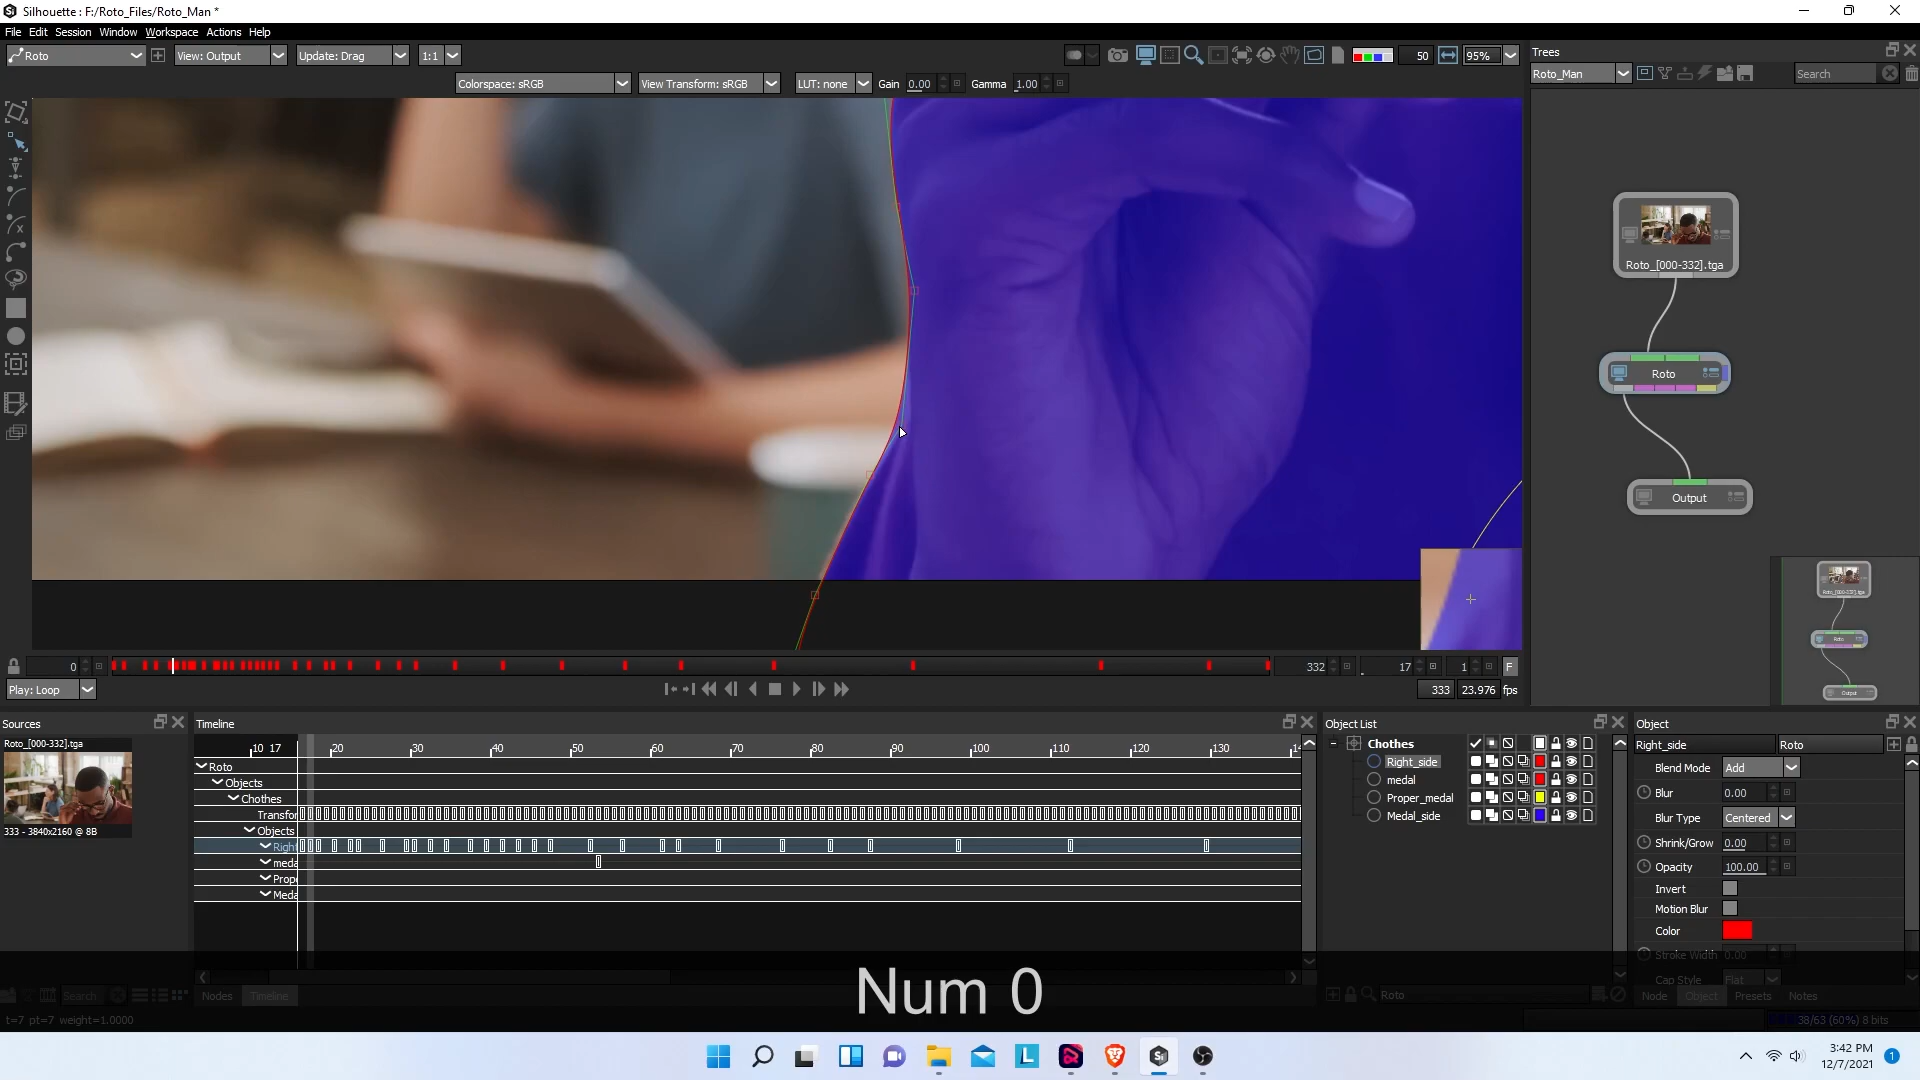 Silhouette : F:/Roto_Files/Roto_Man *
File Edit Session Window Workspace Actions Help
Roto View: Output Update: Drag 1:1 50 95%
Colorspace: sRGB View Transform: sRGB LUT: none Gain 0.00 Gamma 1.00
Trees
Roto_Man Search
Roto_[000-332].tga
Roto
Output
0 332 17 1 F
Play: Loop 333 23.976 fps
Sources
Roto_[000-332].tga
333 - 3840x2160 @ 8B
Search
Timeline
10 17 20 30 40 50 60 70 80 90 100 110 120 130 14
Roto
Objects
Chothes
Transfor
Objects
Right
meda
Prope
Meda
Nodes Timeline
Object List
Chothes
Right_side
medal
Proper_medal
Medal_side
Roto
Object
Right_side Roto
Blend Mode Add
Blur 0.00
Blur Type Centered
Shrink/Grow 0.00
Opacity 100.00
Invert
Motion Blur
Color
Stroke Width 0.00
Cap Style Flat
Node Object Presets Notes
Num 0
t=7 pt=7 weight=1.0000
38/63 (60%) 8 bits
3:42 PM
12/7/2021
1